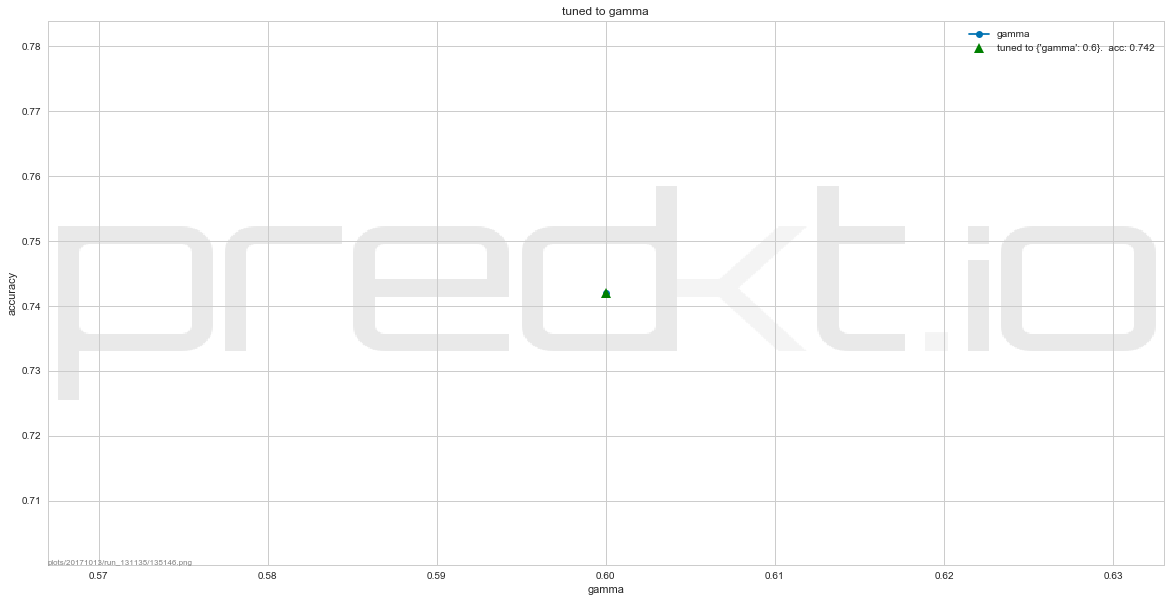 tuned to gamma
gamma
tuned to {'gamma': 0.6}.  acc: 0.742
0.78
0.77
0.76
0.75
0.74
0.73
0.72
0.71
accuracy
predkt.io
plots/20171013/run_131135/135146.png
0.57 0.58 0.59 0.60 0.61 0.62 0.63
gamma